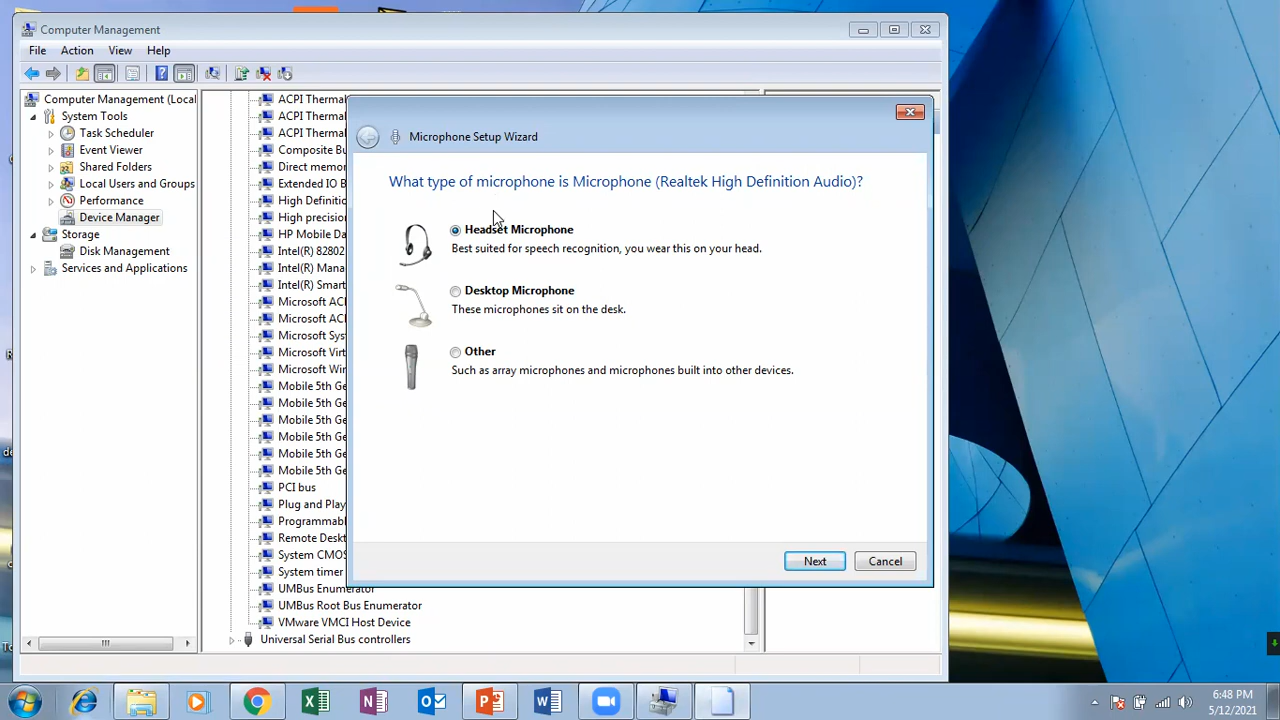 Computer Management
File Action View Help
Computer Management (Local
System Tools
Task Scheduler
Event Viewer
Shared Folders
Local Users and Groups
Performance
Device Manager
Storage
Disk Management
Services and Applications
ACPI Thermal
ACPI Thermal
ACPI Thermal
Composite Bu
Direct memor
Extended IO B
High Definitio
High precision
HP Mobile Da
Intel(R) 82802
Intel(R) Mana
Intel(R) Smart
Microsoft ACI
Microsoft ACI
Microsoft Sys
Microsoft Virt
Microsoft Win
Mobile 5th Ge
Mobile 5th Ge
Mobile 5th Ge
Mobile 5th Ge
Mobile 5th Ge
Mobile 5th Ge
PCI bus
Plug and Play
Programmabl
Remote Deskt
System CMOS
System timer
UMBus Enumerator
UMBus Root Bus Enumerator
VMware VMCI Host Device
Universal Serial Bus controllers
Microphone Setup Wizard
What type of microphone is Microphone (Realtek High Definition Audio)?
Headset Microphone
Best suited for speech recognition, you wear this on your head.
Desktop Microphone
These microphones sit on the desk.
Other
Such as array microphones and microphones built into other devices.
Next Cancel
6:48 PM
5/12/2021